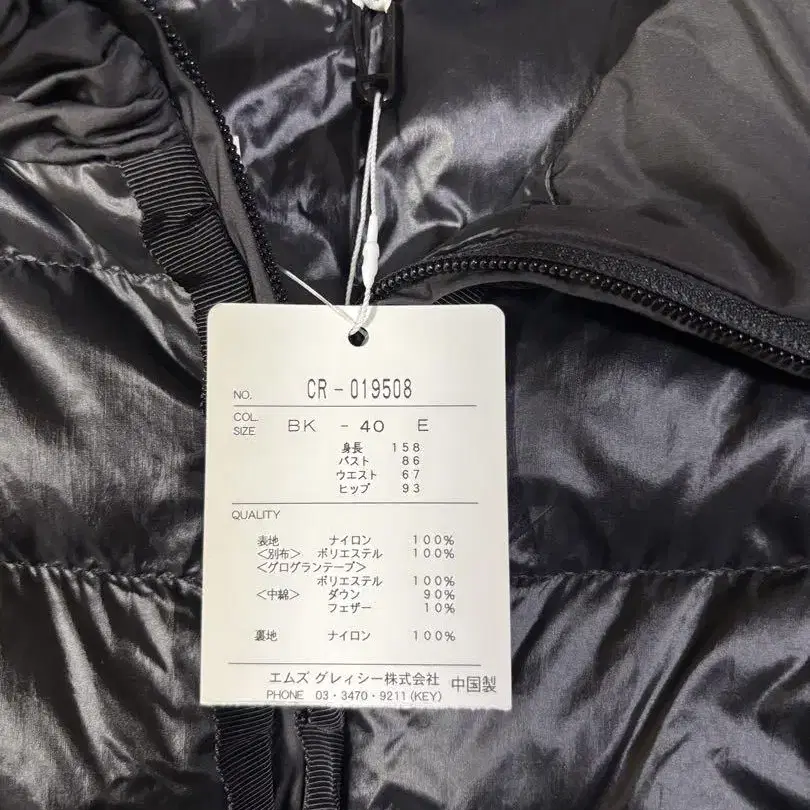 NO. CR-019508
COL.
SIZE BK - 40 E
身長 158
バスト 86
ウエスト 67
ヒップ 93
QUALITY
表地 ナイロン 100%
<別布> ポリエステル 100%
<グログランテープ>
ポリエステル 100%
<中綿> ダウン 90%
フェザー 10%
裏地 ナイロン 100%
エムズ グレィシー株式会社 中国製
PHONE 03・3470・9211(KEY)